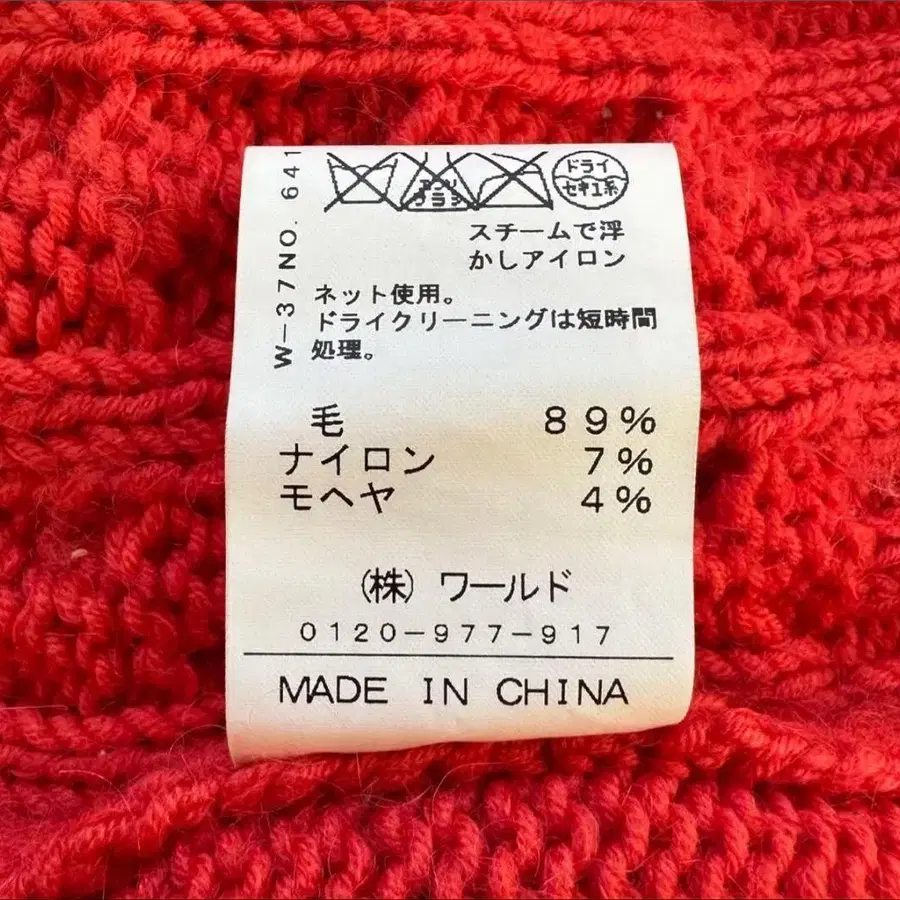 W-37NO. 641
エンソ
ドライ
セキユ系
スチームで浮
かしアイロン
ネット使用。
ドライクリーニングは短時間
処理。
毛 89%
ナイロン 7%
モヘヤ 4%
(株) ワールド
0120-977-917
MADE IN CHINA